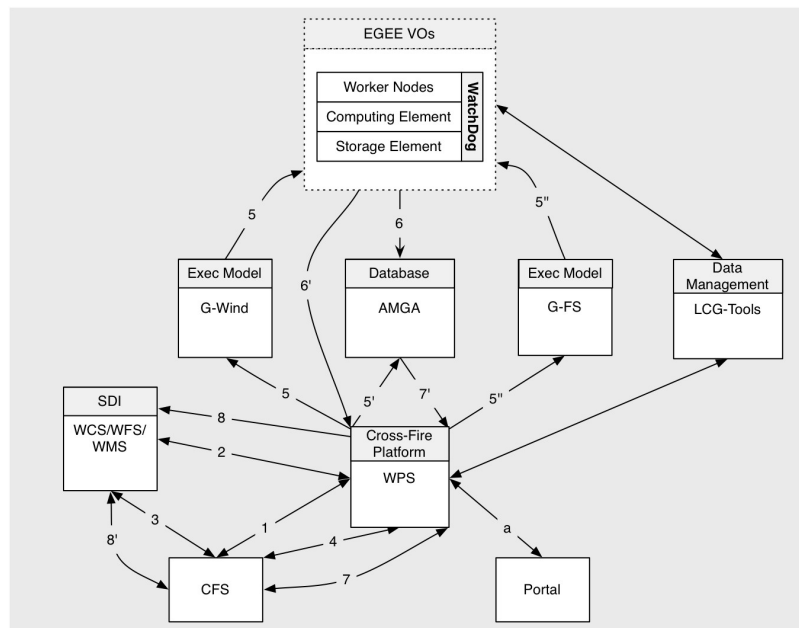 EGEE VOs
Worker Nodes
Computing Element
Storage Element
WatchDog
5
6
5"
6'
Exec Model
G-Wind
Database
AMGA
Exec Model
G-FS
Data
Management
LCG-Tools
5
5'
7'
5"
SDI
WCS/WFS/
WMS
8
2
Cross-Fire
Platform
WPS
3
1
8'
4
7
a
CFS
Portal